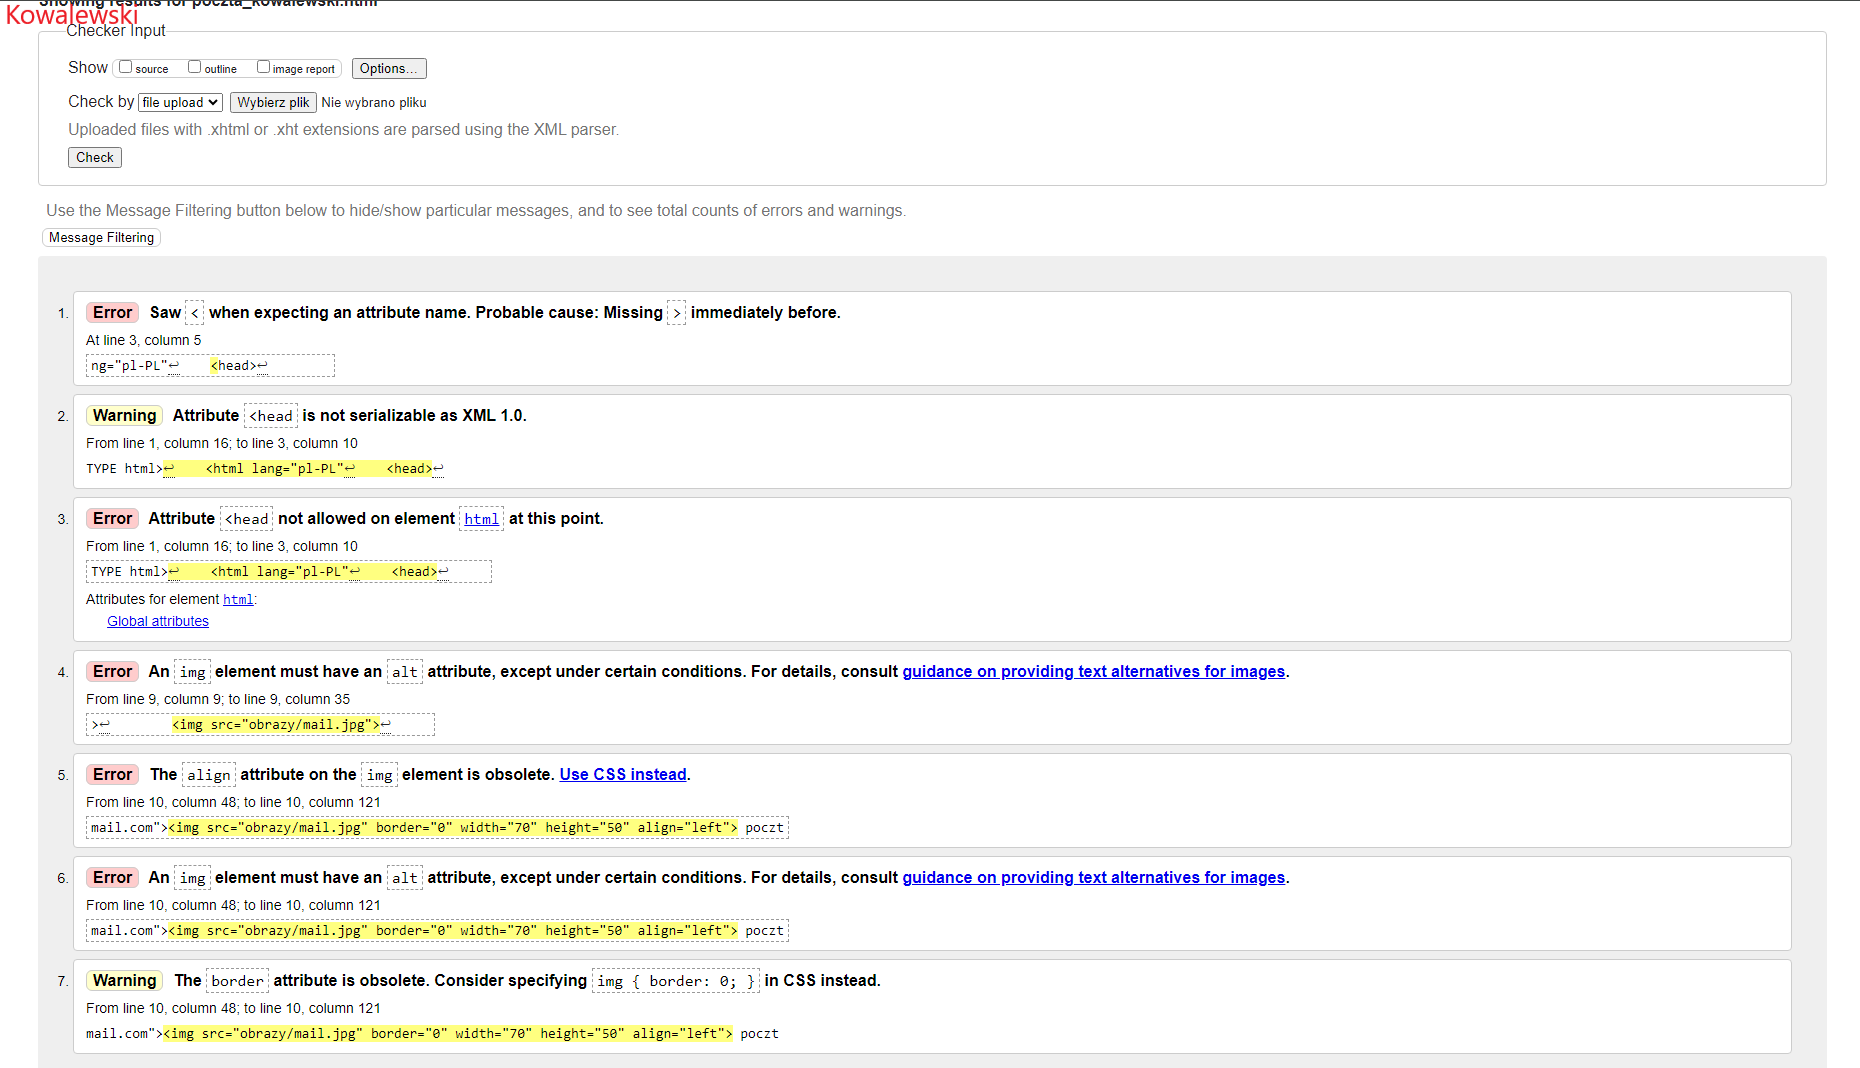 Showing results for poczta_kowalewski.html
Kowalewski
Checker Input
Show source outline image report Options...
Check by file upload Wybierz plik Nie wybrano pliku
Uploaded files with .xhtml or .xht extensions are parsed using the XML parser.
Check
Use the Message Filtering button below to hide/show particular messages, and to see total counts of errors and warnings.
Message Filtering
1. Error Saw < when expecting an attribute name. Probable cause: Missing > immediately before.
At line 3, column 5
ng="pl-PL"↩ <head>↩
2. Warning Attribute <head is not serializable as XML 1.0.
From line 1, column 16; to line 3, column 10
TYPE html>↩ <html lang="pl-PL"↩ <head>↩
3. Error Attribute <head not allowed on element html at this point.
From line 1, column 16; to line 3, column 10
TYPE html>↩ <html lang="pl-PL"↩ <head>↩
Attributes for element html:
Global attributes
4. Error An img element must have an alt attribute, except under certain conditions. For details, consult guidance on providing text alternatives for images.
From line 9, column 9; to line 9, column 35
>↩ <img src="obrazy/mail.jpg">↩
5. Error The align attribute on the img element is obsolete. Use CSS instead.
From line 10, column 48; to line 10, column 121
mail.com"><img src="obrazy/mail.jpg" border="0" width="70" height="50" align="left"> poczt
6. Error An img element must have an alt attribute, except under certain conditions. For details, consult guidance on providing text alternatives for images.
From line 10, column 48; to line 10, column 121
mail.com"><img src="obrazy/mail.jpg" border="0" width="70" height="50" align="left"> poczt
7. Warning The border attribute is obsolete. Consider specifying img { border: 0; } in CSS instead.
From line 10, column 48; to line 10, column 121
mail.com"><img src="obrazy/mail.jpg" border="0" width="70" height="50" align="left"> poczt